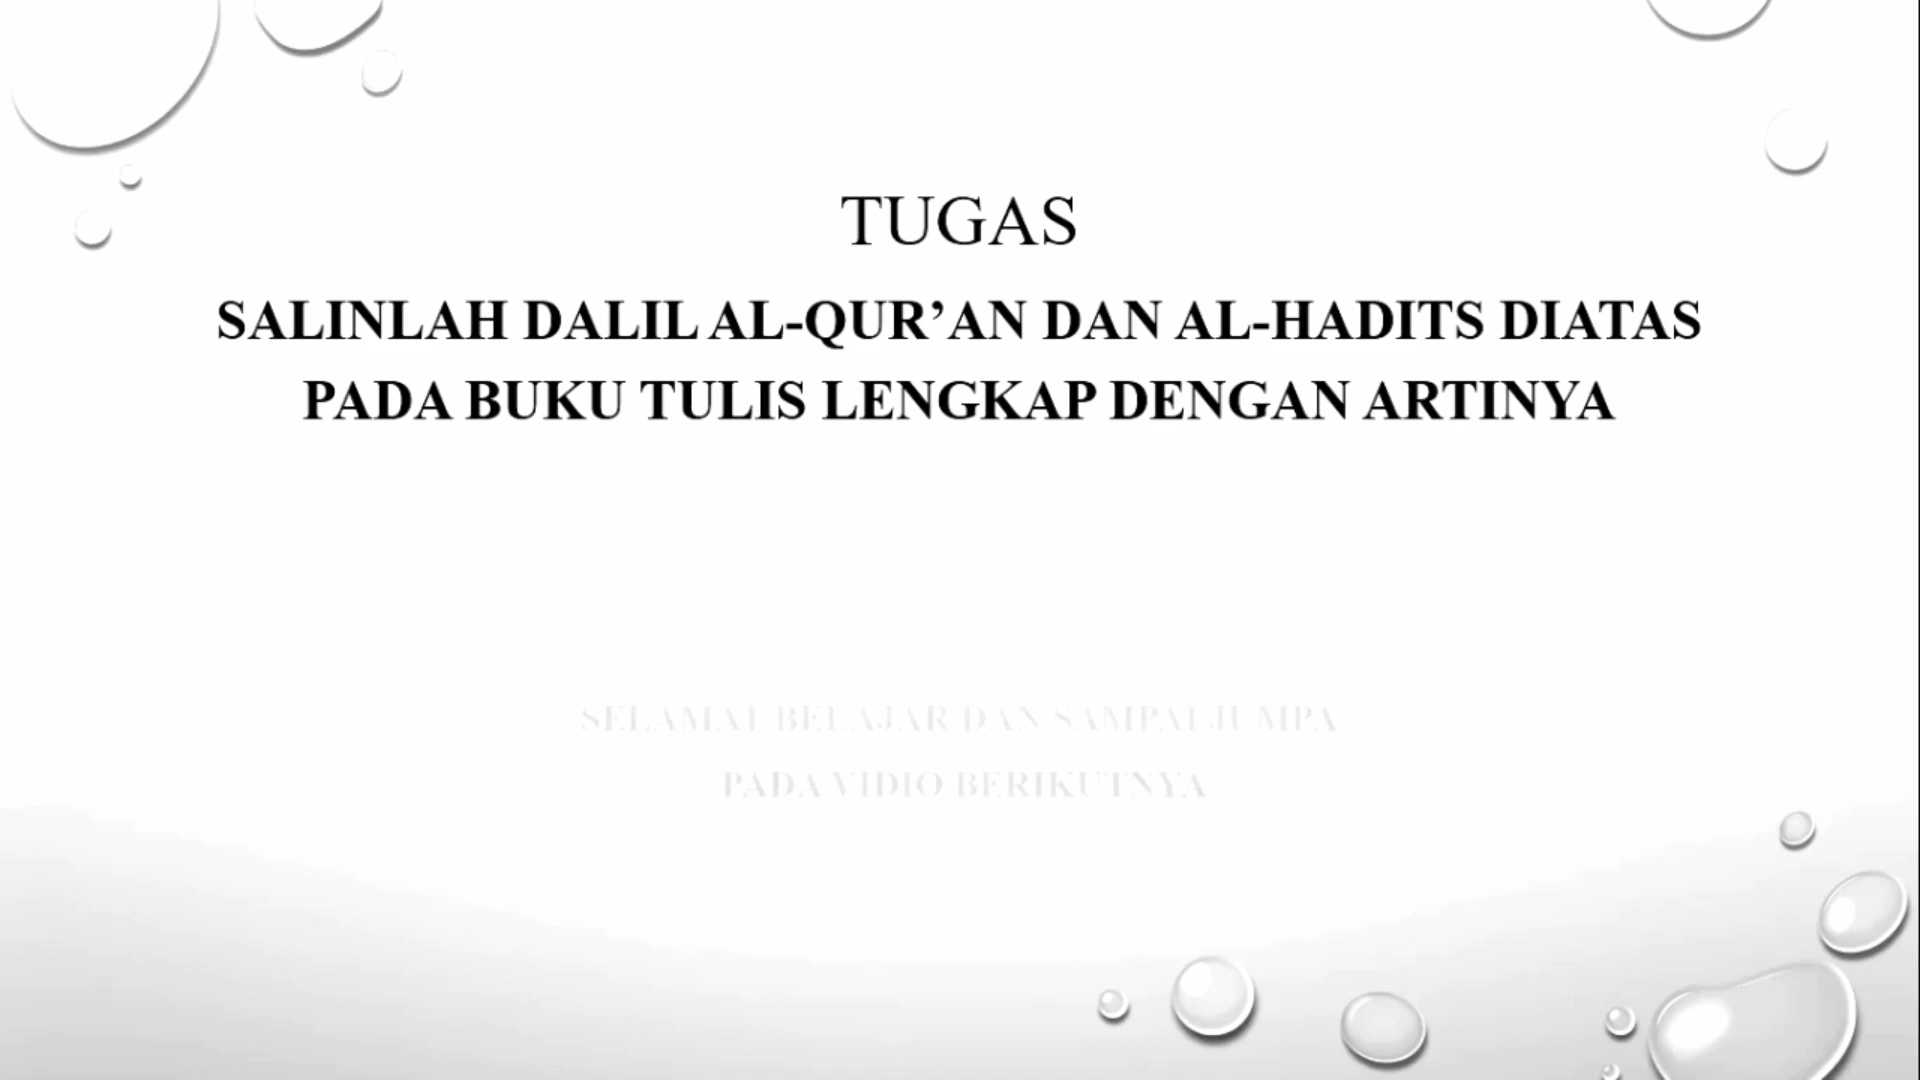 TUGAS
SALINLAH DALIL AL-QUR’AN DAN AL-HADITS DIATAS
PADA BUKU TULIS LENGKAP DENGAN ARTINYA
SELAMAT BELAJAR DAN SAMPAI JUMPA
PADA VIDIO BERIKUTNYA